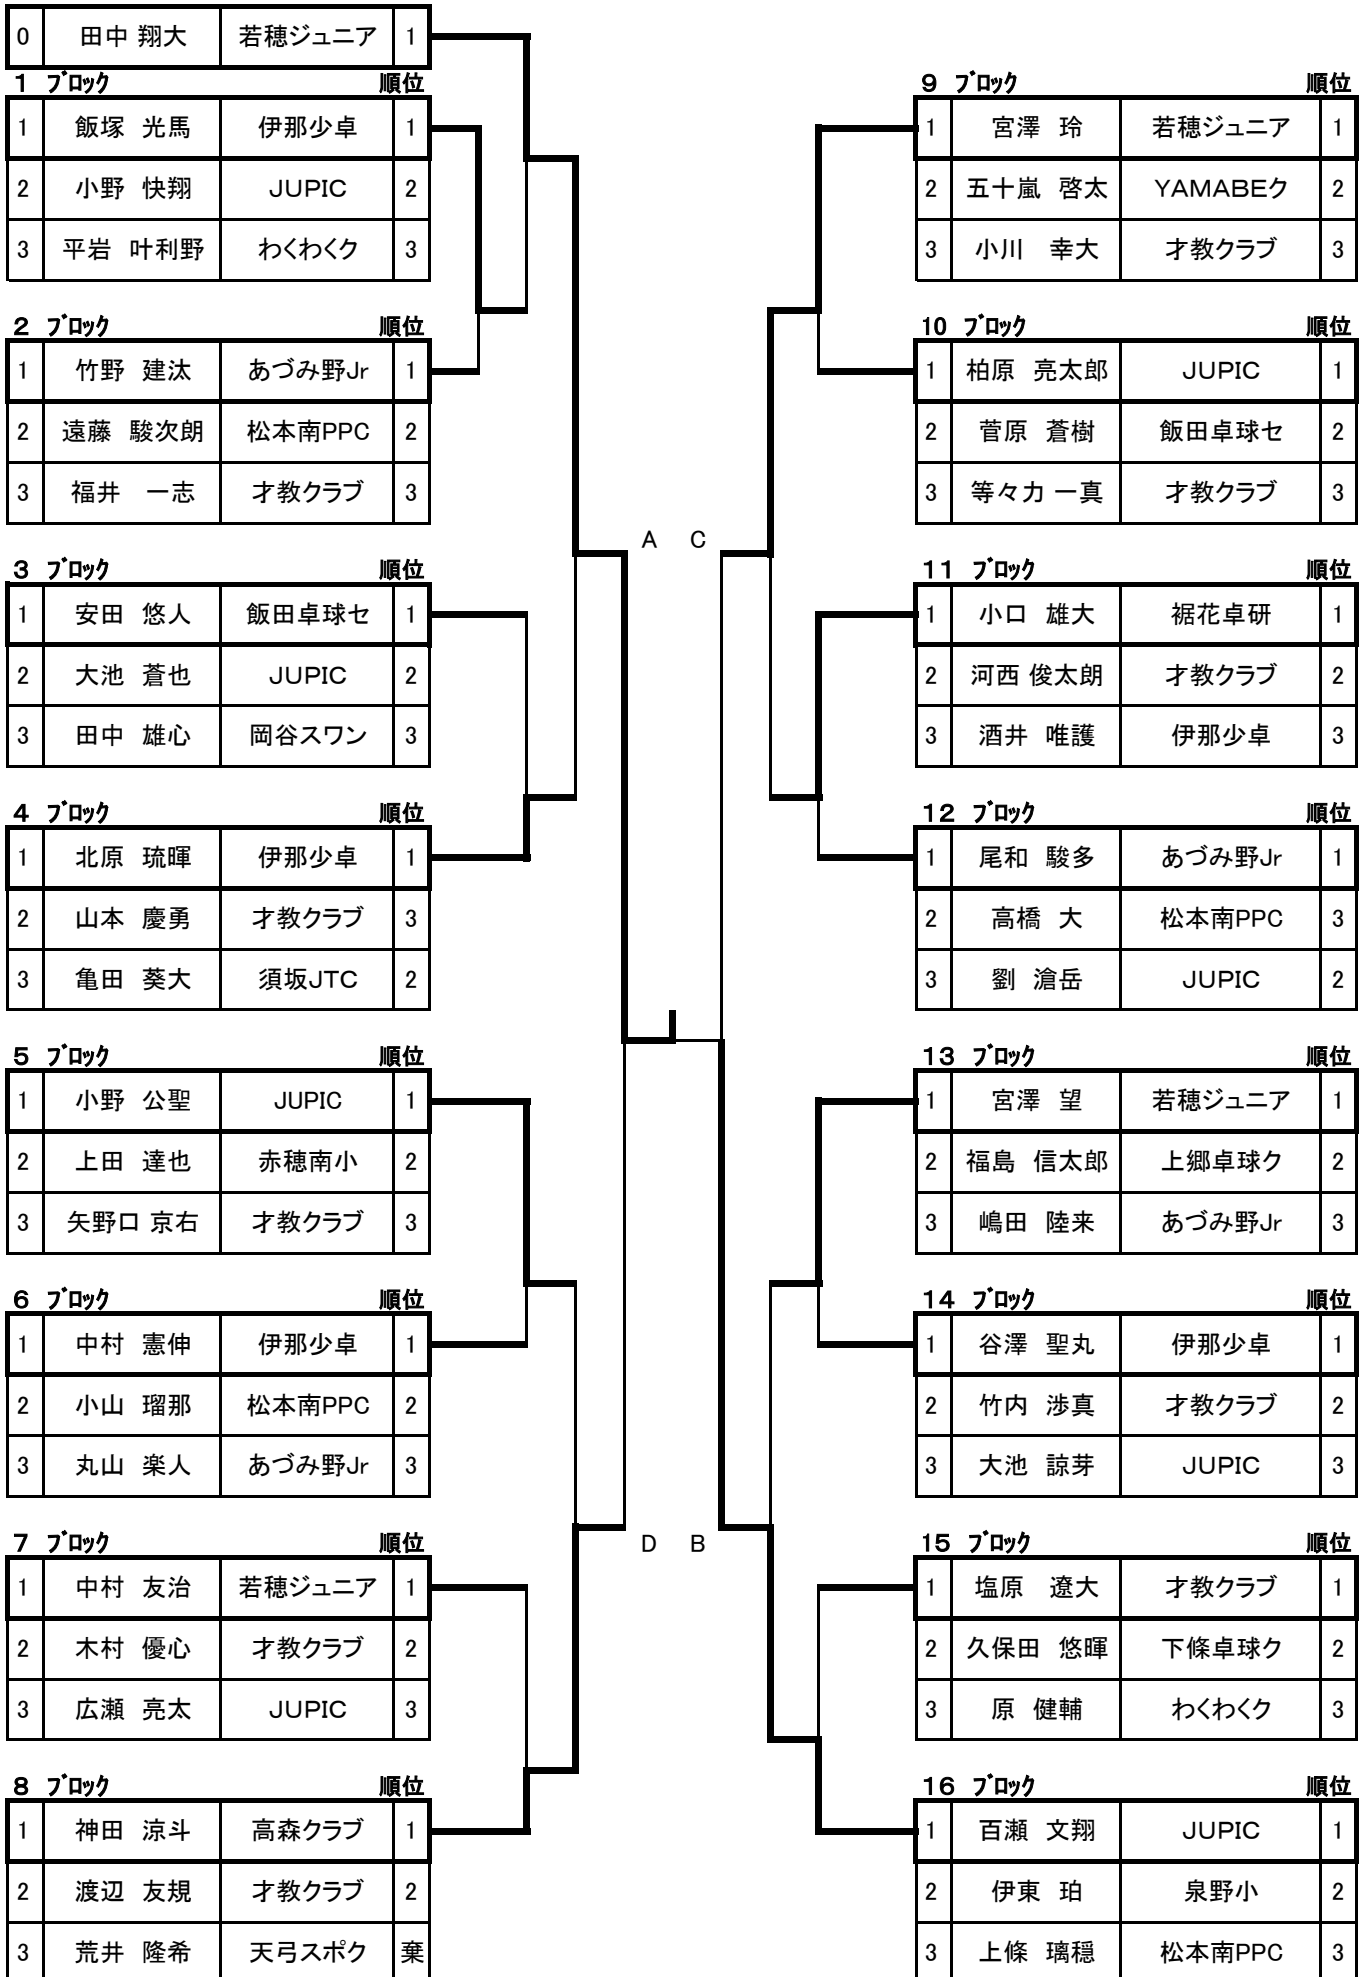 0 田中 翔大 若穂ジュニア 1
1 ブロック 順位
1 飯塚 光馬 伊那少卓 1
2 小野 快翔 JUPIC 2
3 平岩 叶利野 わくわくク 3
2 ブロック 順位
1 竹野 建汰 あづみ野Jr 1
2 遠藤 駿次朗 松本南PPC 2
3 福井 一志 才教クラブ 3
3 ブロック 順位
1 安田 悠人 飯田卓球セ 1
2 大池 蒼也 JUPIC 2
3 田中 雄心 岡谷スワン 3
4 ブロック 順位
1 北原 琉暉 伊那少卓 1
2 山本 慶勇 才教クラブ 3
3 亀田 葵大 須坂JTC 2
5 ブロック 順位
1 小野 公聖 JUPIC 1
2 上田 達也 赤穂南小 2
3 矢野口 京右 才教クラブ 3
6 ブロック 順位
1 中村 憲伸 伊那少卓 1
2 小山 瑠那 松本南PPC 2
3 丸山 楽人 あづみ野Jr 3
7 ブロック 順位
1 中村 友治 若穂ジュニア 1
2 木村 優心 才教クラブ 2
3 広瀬 亮太 JUPIC 3
8 ブロック 順位
1 神田 涼斗 高森クラブ 1
2 渡辺 友規 才教クラブ 2
3 荒井 隆希 天弓スポク 棄
A C
D B
9 ブロック 順位
1 宮澤 玲 若穂ジュニア 1
2 五十嵐 啓太 YAMABEク 2
3 小川 幸大 才教クラブ 3
10 ブロック 順位
1 柏原 亮太郎 JUPIC 1
2 菅原 蒼樹 飯田卓球セ 2
3 等々力 一真 才教クラブ 3
11 ブロック 順位
1 小口 雄大 裾花卓研 1
2 河西 俊太朗 才教クラブ 2
3 酒井 唯護 伊那少卓 3
12 ブロック 順位
1 尾和 駿多 あづみ野Jr 1
2 高橋 大 松本南PPC 3
3 劉 滄岳 JUPIC 2
13 ブロック 順位
1 宮澤 望 若穂ジュニア 1
2 福島 信太郎 上郷卓球ク 2
3 嶋田 陸来 あづみ野Jr 3
14 ブロック 順位
1 谷澤 聖丸 伊那少卓 1
2 竹内 渉真 才教クラブ 2
3 大池 諒芽 JUPIC 3
15 ブロック 順位
1 塩原 遼大 才教クラブ 1
2 久保田 悠暉 下條卓球ク 2
3 原 健輔 わくわくク 3
16 ブロック 順位
1 百瀬 文翔 JUPIC 1
2 伊東 珀 泉野小 2
3 上條 璃穏 松本南PPC 3